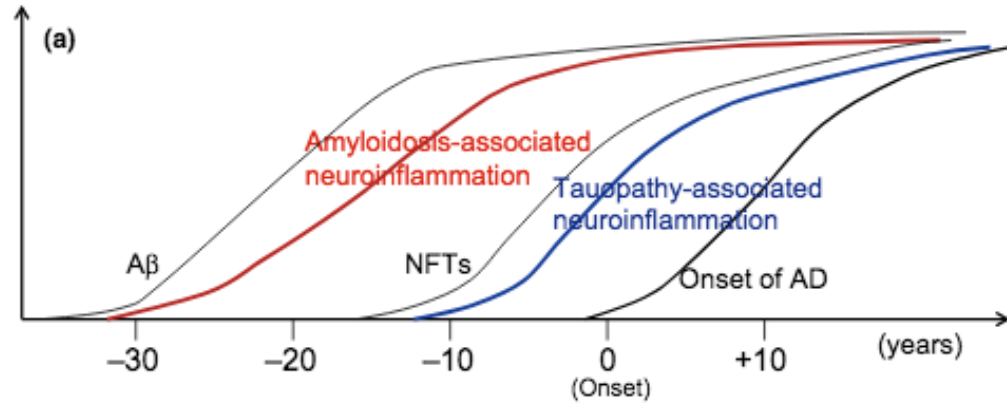 (a)
Amyloidosis-associated
neuroinflammation
Tauopathy-associated
neuroinflammation
Aβ
NFTs
Onset of AD
–30
–20
–10
0
+10
(years)
(Onset)